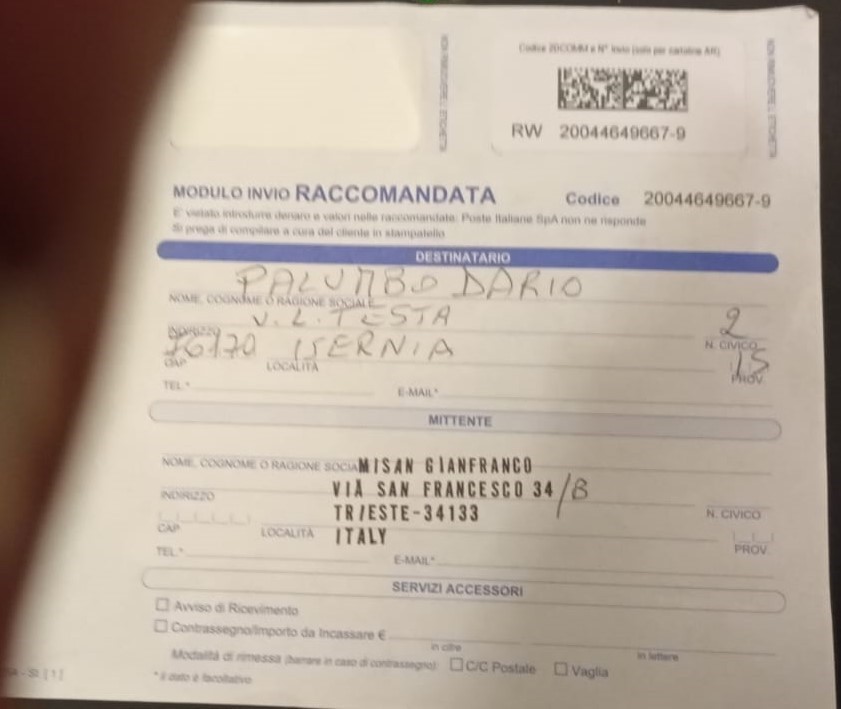 Codice 2DCOMM e N° Invio (solo per cartoline AR)
RW 20044649667-9
MODULO INVIO RACCOMANDATA Codice 20044649667-9
E' vietato introdurre denaro e valori nelle raccomandate. Poste Italiane SpA non ne risponde
Si prega di compilare a cura del cliente in stampatello
DESTINATARIO
PALUMBO DARIO
NOME, COGNOME O RAGIONE SOCIALE
V. L. TESTA 2
INDIRIZZO N. CIVICO
ISERNIA IS
CAP LOCALITÀ PROV.
TEL.* E-MAIL*
MITTENTE
NOME, COGNOME O RAGIONE SOCIA MISAN GIANFRANCO
VIA SAN FRANCESCO 34/B
INDIRIZZO N. CIVICO
TRIESTE-34133
CAP LOCALITÀ ITALY PROV.
TEL.* E-MAIL*
SERVIZI ACCESSORI
Avviso di Ricevimento
Contrassegno/Importo da Incassare €
in cifre in lettere
Modalità di rimessa (barrare in caso di contrassegno): C/C Postale Vaglia
* il dato è facoltativo